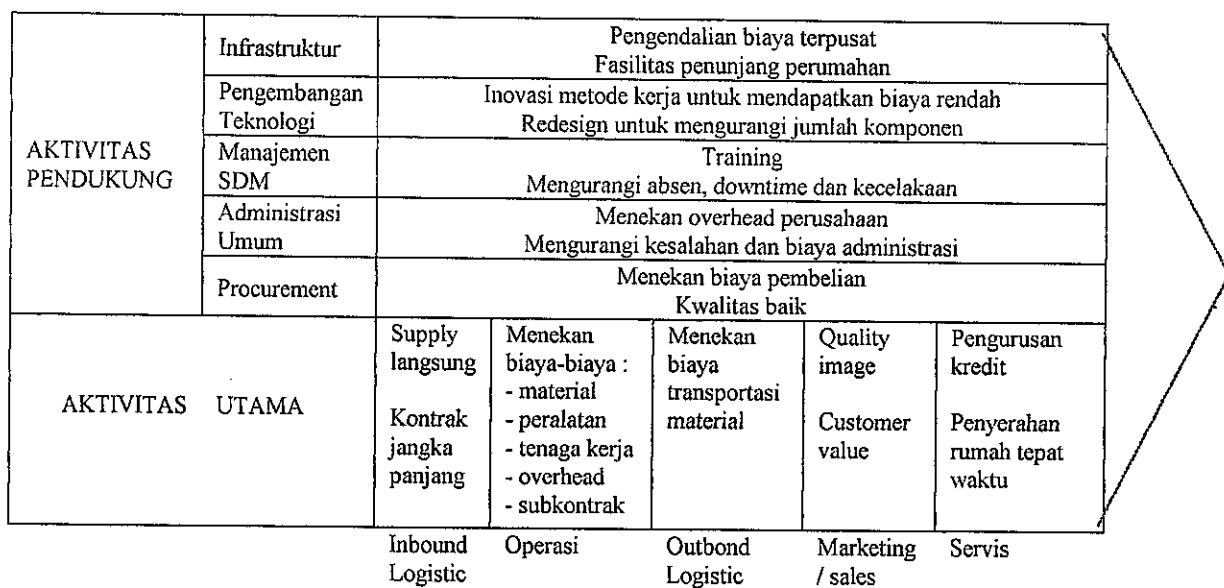 AKTIVITAS
PENDUKUNG
Infrastruktur
Pengendalian biaya terpusat
Fasilitas penunjang perumahan
Pengembangan
Teknologi
Inovasi metode kerja untuk mendapatkan biaya rendah
Redesign untuk mengurangi jumlah komponen
Manajemen
SDM
Training
Mengurangi absen, downtime dan kecelakaan
Administrasi
Umum
Menekan overhead perusahaan
Mengurangi kesalahan dan biaya administrasi
Procurement
Menekan biaya pembelian
Kwalitas baik
AKTIVITAS UTAMA
Supply
langsung
Kontrak
jangka
panjang
Menekan
biaya-biaya :
- material
- peralatan
- tenaga kerja
- overhead
- subkontrak
Menekan
biaya
transportasi
material
Quality
image
Customer
value
Pengurusan
kredit
Penyerahan
rumah tepat
waktu
Inbound
Logistic
Operasi
Outbond
Logistic
Marketing
/ sales
Servis